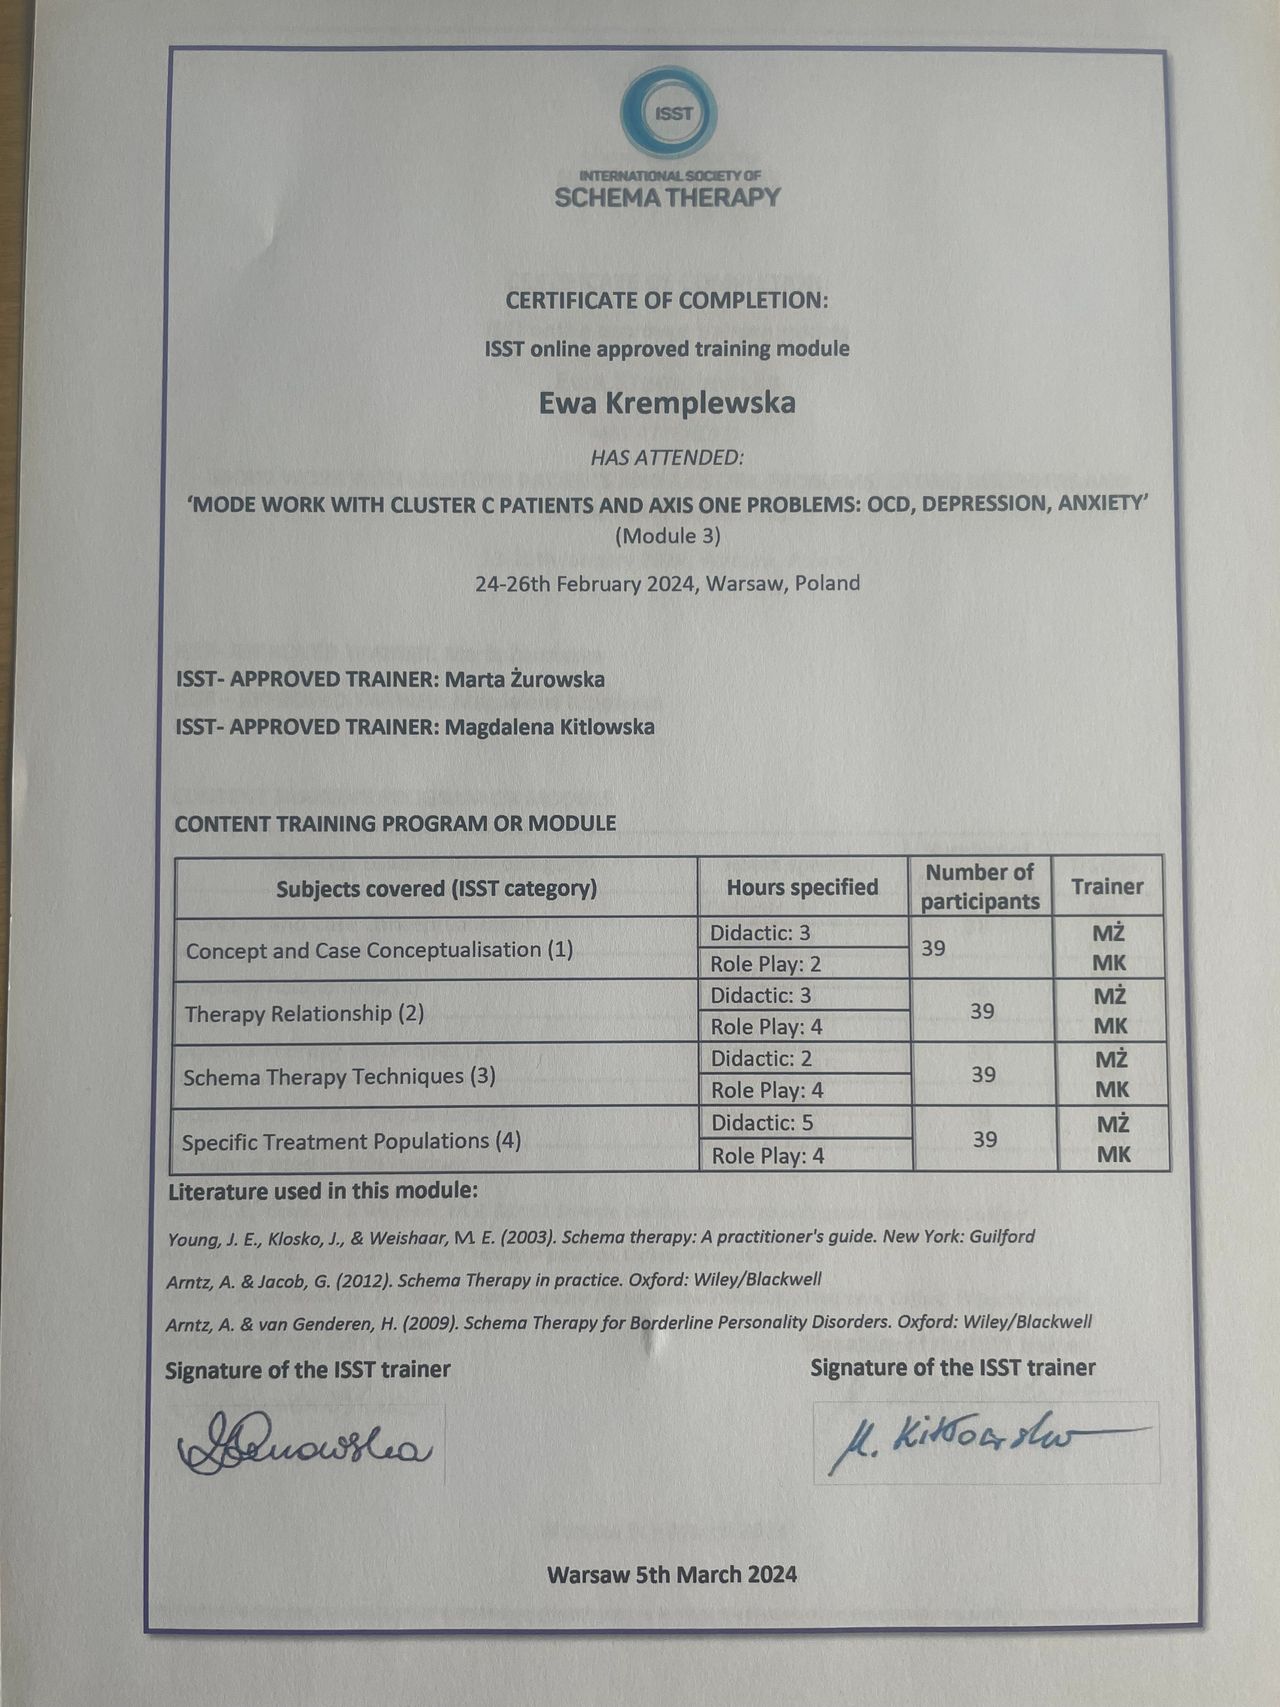 ISST
INTERNATIONAL SOCIETY OF
SCHEMA THERAPY
CERTIFICATE OF COMPLETION:
ISST online approved training module
Ewa Kremplewska
HAS ATTENDED:
‘MODE WORK WITH CLUSTER C PATIENTS AND AXIS ONE PROBLEMS: OCD, DEPRESSION, ANXIETY’
(Module 3)
24-26th February 2024, Warsaw, Poland
ISST- APPROVED TRAINER: Marta Żurowska
ISST- APPROVED TRAINER: Magdalena Kitlowska
CONTENT TRAINING PROGRAM OR MODULE
Subjects covered (ISST category) Hours specified Number of participants Trainer
Concept and Case Conceptualisation (1) Didactic: 3 39 MŻ
Role Play: 2 MK
Therapy Relationship (2) Didactic: 3 39 MŻ
Role Play: 4 MK
Schema Therapy Techniques (3) Didactic: 2 39 MŻ
Role Play: 4 MK
Specific Treatment Populations (4) Didactic: 5 39 MŻ
Role Play: 4 MK
Literature used in this module:
Young, J. E., Klosko, J., & Weishaar, M. E. (2003). Schema therapy: A practitioner's guide. New York: Guilford
Arntz, A. & Jacob, G. (2012). Schema Therapy in practice. Oxford: Wiley/Blackwell
Arntz, A. & van Genderen, H. (2009). Schema Therapy for Borderline Personality Disorders. Oxford: Wiley/Blackwell
Signature of the ISST trainer Signature of the ISST trainer
M. Kitłowska
Warsaw 5th March 2024